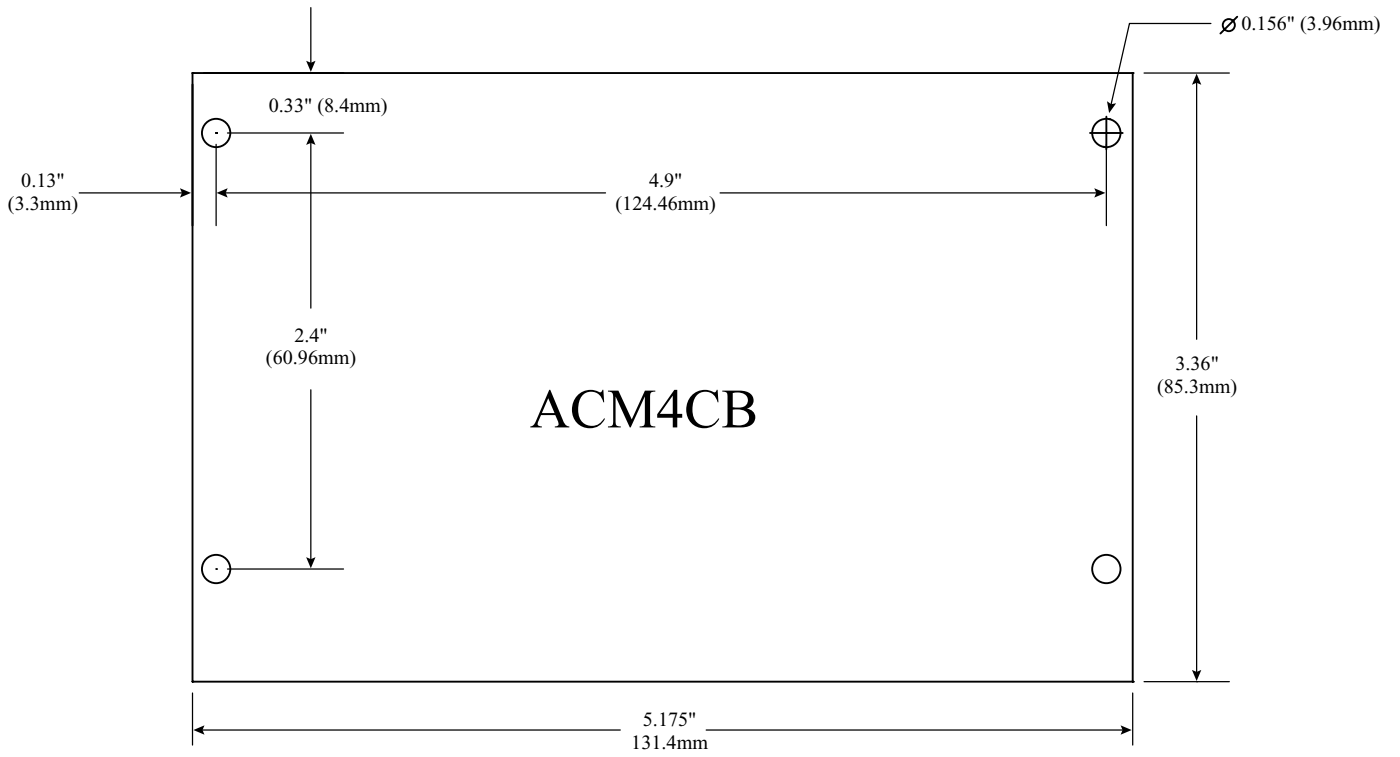 ⌀ 0.156" (3.96mm)
0.33" (8.4mm)
0.13"
(3.3mm)
4.9"
(124.46mm)
2.4"
(60.96mm)
3.36"
(85.3mm)
ACM4CB
5.175"
131.4mm